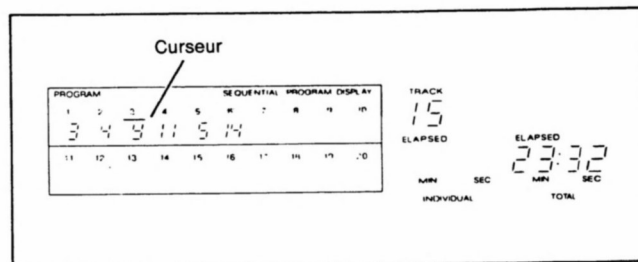 Curseur
PROGRAM SEQUENTIAL PROGRAM DISPLAY
1 2 3 4 5 6 7 8 9 10
3 4 9 11 5 14
11 12 13 14 15 16 17 18 19 20
TRACK
15
ELAPSED
MIN SEC
INDIVIDUAL
ELAPSED
23:32
MIN SEC
TOTAL